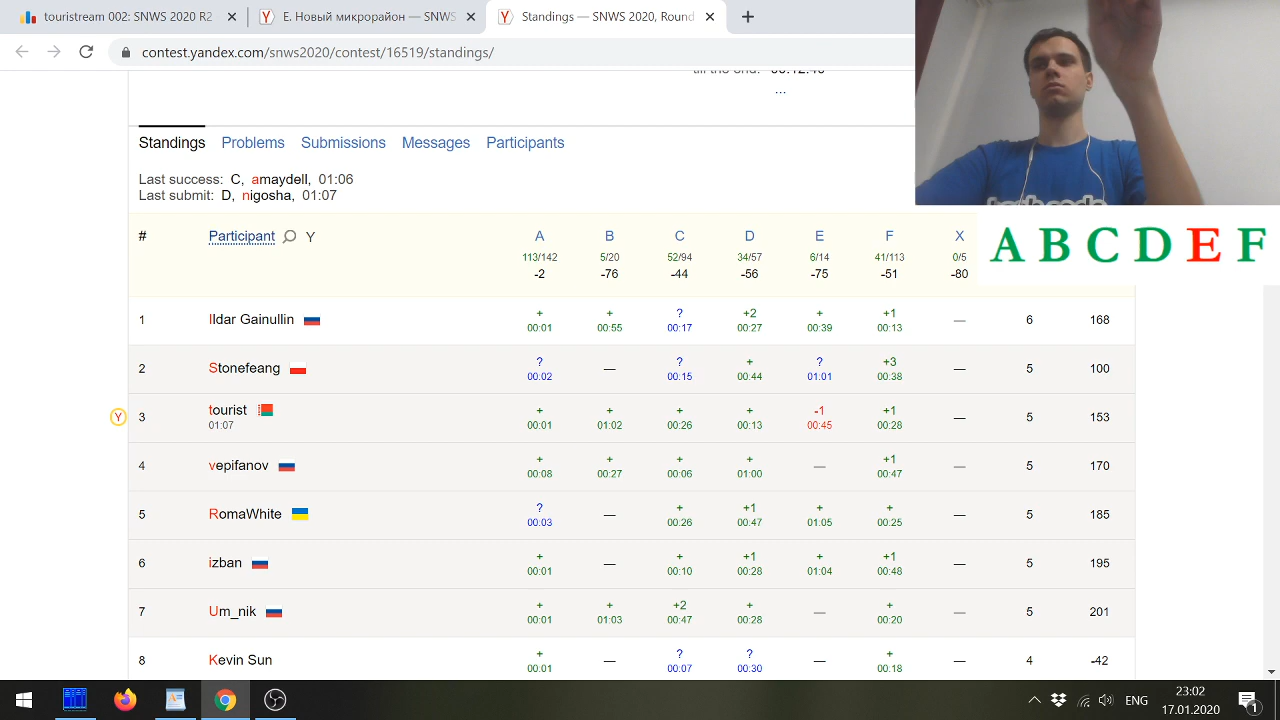 touristream 002: SNWS 2020 R2
Е. Новый микрорайон — SNWS
Standings — SNWS 2020, Round
contest.yandex.com/snws2020/contest/16519/standings/
till the end: 00:12:40
...
Standings Problems Submissions Messages Participants
Last success: C, amaydell, 01:06
Last submit: D, nigosha, 01:07
# Participant Y A B C D E F X
113/142 5/20 52/94 34/57 6/14 41/113 0/5
-2 -76 -44 -56 -75 -51 -80
A B C D E F
1 Ildar Gainullin + + ? +2 + +1 — 6 168
00:01 00:55 00:17 00:27 00:39 00:13
2 Stonefeang ? — ? + ? +3 — 5 100
00:02 00:15 00:44 01:01 00:38
Y 3 tourist + + + + -1 +1 — 5 153
01:07 00:01 01:02 00:26 00:13 00:45 00:28
4 vepifanov + + + + — +1 — 5 170
00:08 00:27 00:06 01:00 00:47
5 RomaWhite ? — + +1 + + — 5 185
00:03 00:26 00:47 01:05 00:25
6 izban + — + +1 + +1 — 5 195
00:01 00:10 00:28 01:04 00:48
7 Um_nik + + +2 + — + — 5 201
00:01 01:03 00:47 00:28 00:20
8 Kevin Sun + — ? ? — + — 4 -42
00:01 00:07 00:30 00:18
ENG
23:02
17.01.2020
1